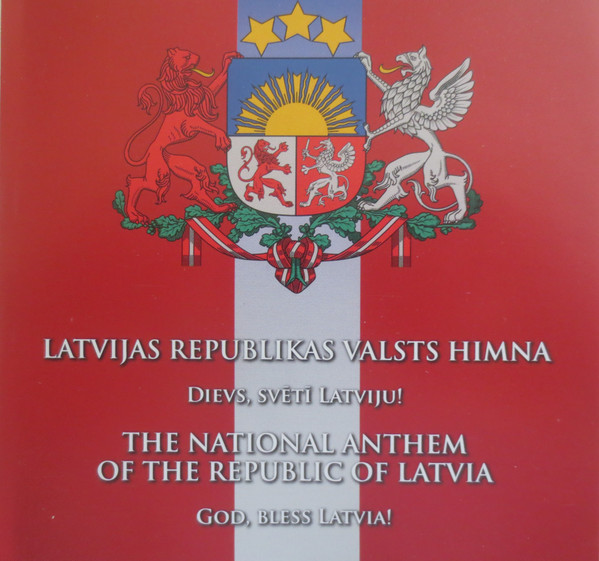 LATVIJAS REPUBLIKAS VALSTS HIMNA
DIEVS, SVĒTĪ LATVIJU!
THE NATIONAL ANTHEM
OF THE REPUBLIC OF LATVIA
GOD, BLESS LATVIA!